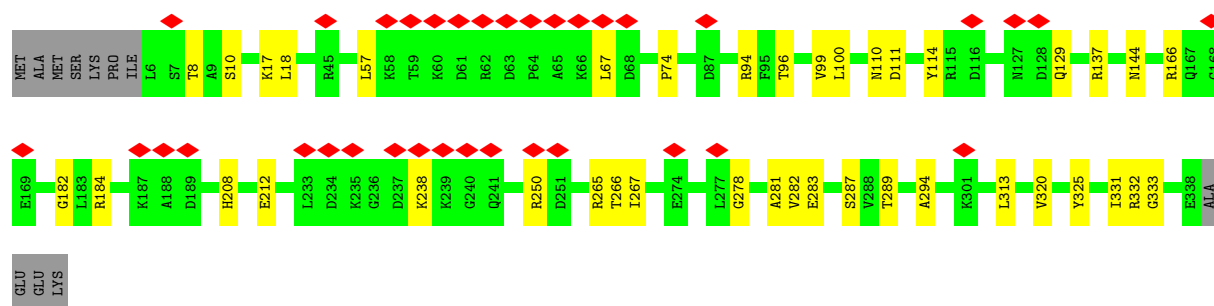 MET ALA MET SER LYS PRO ILE L6 S7 T8 A9 S10 K17 L18 R45 L57 K58 T59 K60 D61 R62 D63 P64 A65 K66 L67 D68 P74 D87 R94 F95 T96 V99 L100 N110 D111 Y114 R115 D116 N127 D128 Q129 R137 N144 R166 Q167 G168
E169 G182 L183 R184 K187 A188 D189 H208 E212 L233 D234 K235 G236 D237 K238 K239 G240 Q241 R250 D251 R265 T266 I267 E274 L277 G278 A281 V282 E283 S287 V288 T289 A294 K301 L313 V320 Y325 I331 R332 G333 E338 ALA
GLU GLU LYS